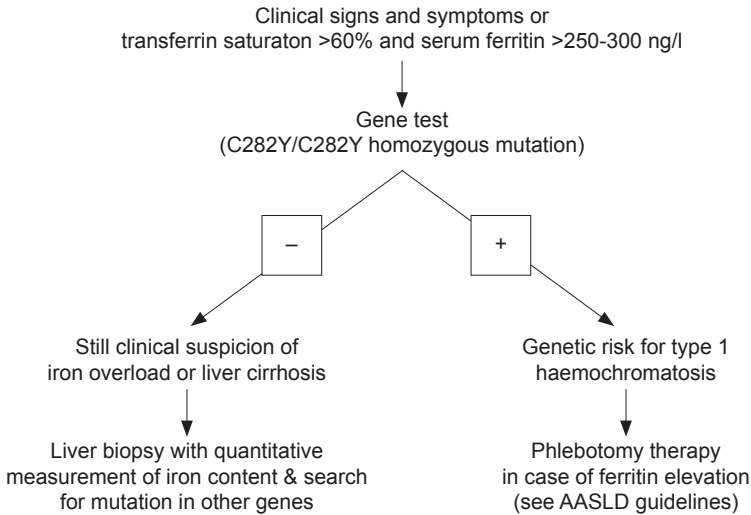 Clinical signs and symptoms or
transferrin saturaton >60% and serum ferritin >250-300 ng/l
Gene test
(C282Y/C282Y homozygous mutation)
–
+
Still clinical suspicion of
iron overload or liver cirrhosis
Genetic risk for type 1
haemochromatosis
Liver biopsy with quantitative
measurement of iron content & search
for mutation in other genes
Phlebotomy therapy
in case of ferritin elevation
(see AASLD guidelines)